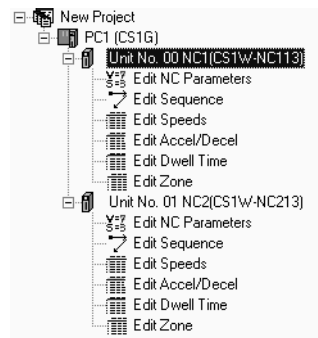 New Project
PC1 (CS1G)
Unit No. 00 NC1(CS1W-NC113)
Edit NC Parameters
Edit Sequence
Edit Speeds
Edit Accel/Decel
Edit Dwell Time
Edit Zone
Unit No. 01 NC2(CS1W-NC213)
Edit NC Parameters
Edit Sequence
Edit Speeds
Edit Accel/Decel
Edit Dwell Time
Edit Zone